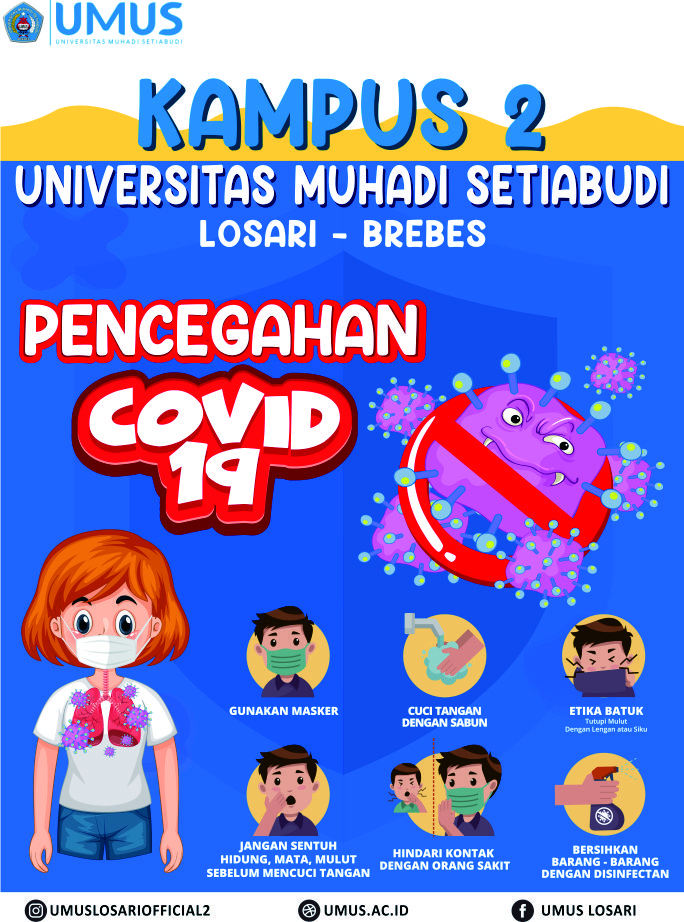 UMUS
UNIVERSITAS MUHADI SETIABUDI
KAMPUS 2
UNIVERSITAS MUHADI SETIABUDI
LOSARI - BREBES
PENCEGAHAN
COVID
19
GUNAKAN MASKER
CUCI TANGAN
DENGAN SABUN
ETIKA BATUK
Tutupi Mulut
Dengan Lengan atau Siku
JANGAN SENTUH
HIDUNG, MATA, MULUT
SEBELUM MENCUCI TANGAN
HINDARI KONTAK
DENGAN ORANG SAKIT
BERSIHKAN
BARANG - BARANG
DENGAN DISINFECTAN
UMUSLOSARIOFFICIAL2
UMUS.AC.ID
UMUS LOSARI